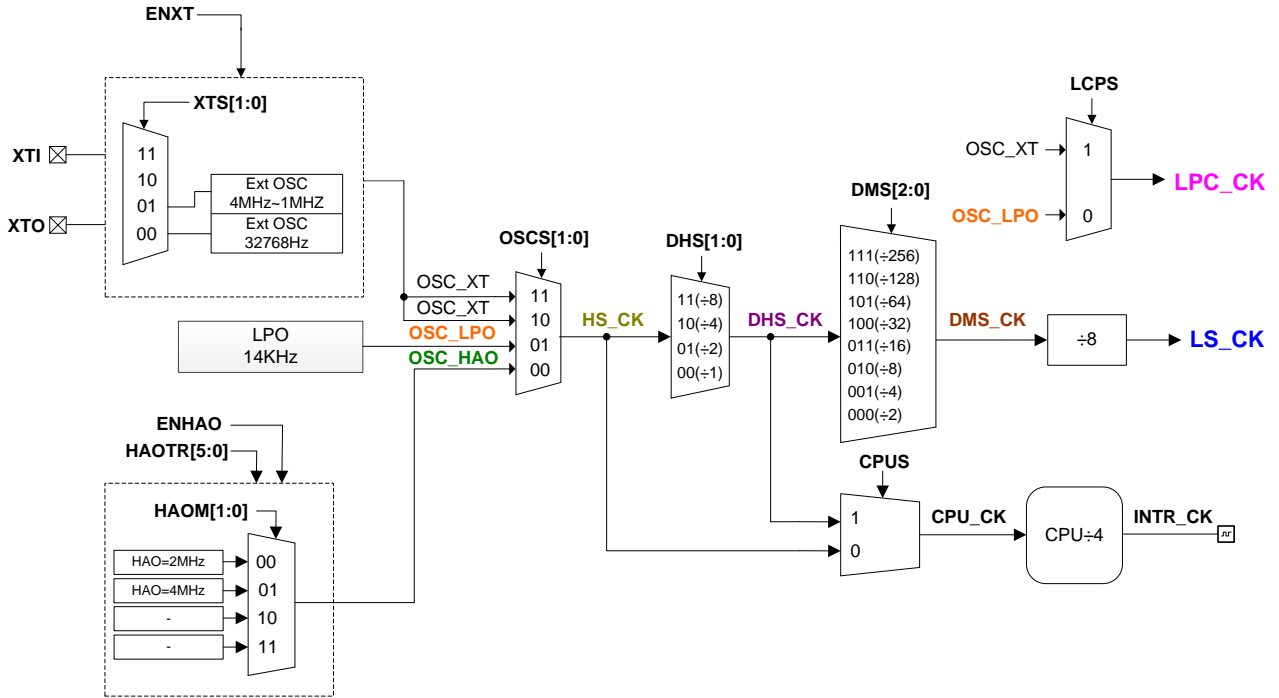 ENXT
XTS[1:0]
XTI
XTO
11
10
01
00
Ext OSC
4MHz~1MHZ
Ext OSC
32768Hz
LPO
14KHz
OSC_XT
OSC_XT
OSC_LPO
OSC_HAO
OSCS[1:0]
11
10
01
00
HS_CK
DHS[1:0]
11(÷8)
10(÷4)
01(÷2)
00(÷1)
DHS_CK
DMS[2:0]
111(÷256)
110(÷128)
101(÷64)
100(÷32)
011(÷16)
010(÷8)
001(÷4)
000(÷2)
DMS_CK
÷8
LS_CK
LCPS
OSC_XT
1
OSC_LPO
0
LPC_CK
ENHAO
HAOTR[5:0]
HAOM[1:0]
HAO=2MHz
00
HAO=4MHz
01
-
10
-
11
CPUS
1
0
CPU_CK
CPU÷4
INTR_CK